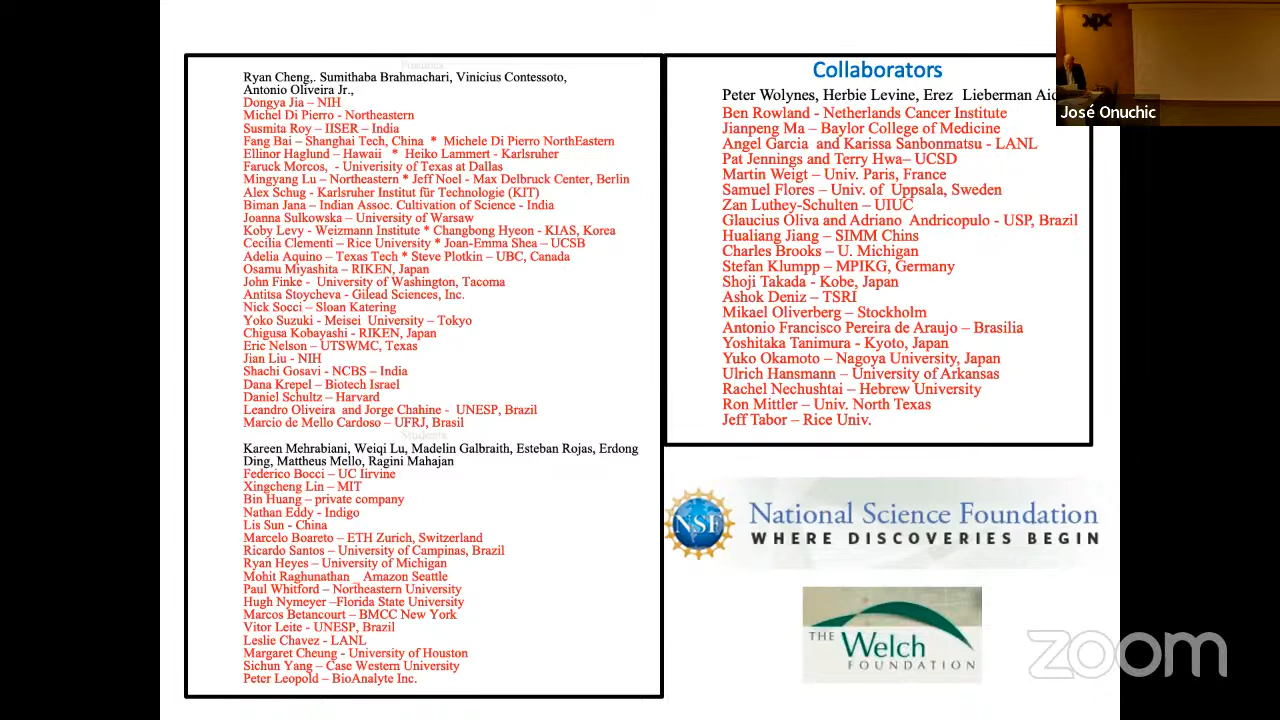 Postdocs
Ryan Cheng,. Sumithaba Brahmachari, Vinicius Contessoto,
Antonio Oliveira Jr.,
Dongya Jia – NIH
Michel Di Pierro - Northeastern
Susmita Roy – IISER – India
Fang Bai – Shanghai Tech, China * Michele Di Pierro NorthEastern
Ellinor Haglund – Hawaii * Heiko Lammert - Karlsruher
Faruck Morcos, - Univerisity of Texas at Dallas
Mingyang Lu – Northeastern * Jeff Noel - Max Delbruck Center, Berlin
Alex Schug - Karlsruher Institut für Technologie (KIT)
Biman Jana – Indian Assoc. Cultivation of Science - India
Joanna Sulkowska – University of Warsaw
Koby Levy - Weizmann Institute * Changbong Hyeon - KIAS, Korea
Cecilia Clementi – Rice University * Joan-Emma Shea – UCSB
Adelia Aquino – Texas Tech * Steve Plotkin – UBC, Canada
Osamu Miyashita – RIKEN, Japan
John Finke - University of Washington, Tacoma
Antitsa Stoycheva - Gilead Sciences, Inc.
Nick Socci – Sloan Katering
Yoko Suzuki - Meisei University – Tokyo
Chigusa Kobayashi - RIKEN, Japan
Eric Nelson – UTSWMC, Texas
Jian Liu - NIH
Shachi Gosavi - NCBS – India
Dana Krepel – Biotech Israel
Daniel Schultz – Harvard
Leandro Oliveira and Jorge Chahine - UNESP, Brazil
Marcio de Mello Cardoso – UFRJ, Brasil
Students
Kareen Mehrabiani, Weiqi Lu, Madelin Galbraith, Esteban Rojas, Erdong
Ding, Mattheus Mello, Ragini Mahajan
Federico Bocci – UC Iirvine
Xingcheng Lin – MIT
Bin Huang – private company
Nathan Eddy - Indigo
Lis Sun - China
Marcelo Boareto – ETH Zurich, Switzerland
Ricardo Santos – University of Campinas, Brazil
Ryan Heyes – University of Michigan
Mohit Raghunathan _ Amazon Seattle
Paul Whitford – Northeastern University
Hugh Nymeyer –Florida State University
Marcos Betancourt – BMCC New York
Vitor Leite - UNESP, Brazil
Leslie Chavez - LANL
Margaret Cheung - University of Houston
Sichun Yang – Case Western University
Peter Leopold – BioAnalyte Inc.
Collaborators
Peter Wolynes, Herbie Levine, Erez Lieberman
Ben Rowland - Netherlands Cancer Institute
Jianpeng Ma – Baylor College of Medicine
Angel Garcia and Karissa Sanbonmatsu - LANL
Pat Jennings and Terry Hwa– UCSD
Martin Weigt – Univ. Paris, France
Samuel Flores – Univ. of Uppsala, Sweden
Zan Luthey-Schulten – UIUC
Glaucius Oliva and Adriano Andricopulo - USP, Brazil
Hualiang Jiang – SIMM Chins
Charles Brooks – U. Michigan
Stefan Klumpp – MPIKG, Germany
Shoji Takada - Kobe, Japan
Ashok Deniz – TSRI
Mikael Oliverberg – Stockholm
Antonio Francisco Pereira de Araujo – Brasilia
Yoshitaka Tanimura - Kyoto, Japan
Yuko Okamoto – Nagoya University, Japan
Ulrich Hansmann – University of Arkansas
Rachel Nechushtai – Hebrew University
Ron Mittler – Univ. North Texas
Jeff Tabor – Rice Univ.
NSF
National Science Foundation
WHERE DISCOVERIES BEGIN
THE Welch
FOUNDATION
José Onuchic
zoom